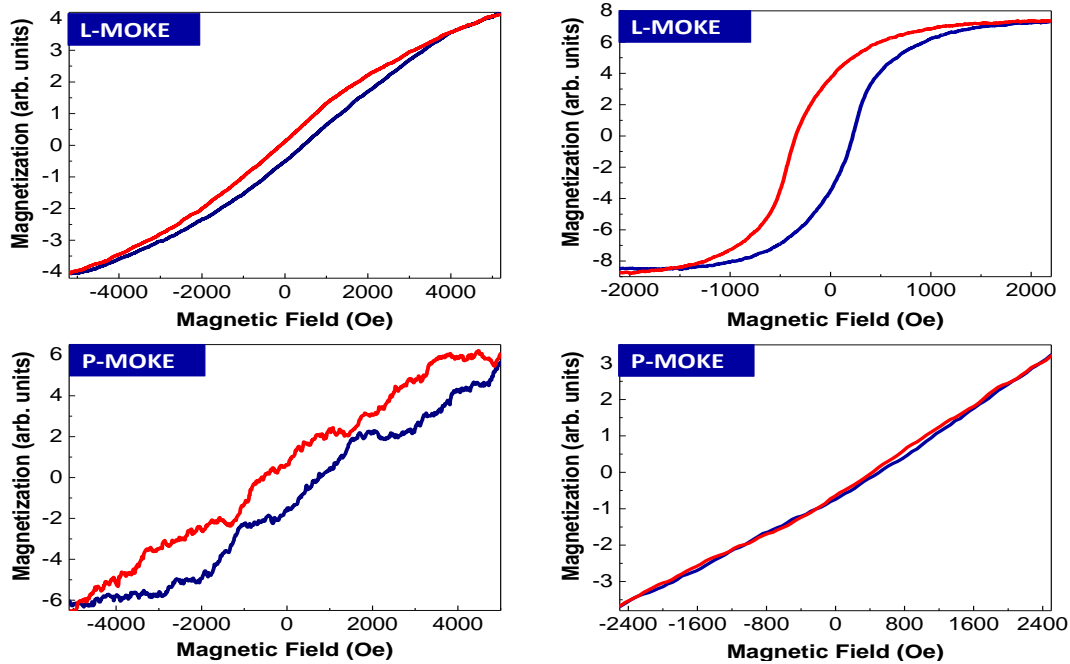 L-MOKE
Magnetization (arb. units)
4
3
2
1
0
-1
-2
-3
-4
-4000 -2000 0 2000 4000
Magnetic Field (Oe)
L-MOKE
Magnetization (arb. units)
8
6
4
2
0
-2
-4
-6
-8
-2000 -1000 0 1000 2000
Magnetic Field (Oe)
P-MOKE
Magnetization (arb. units)
6
4
2
0
-2
-4
-6
-4000 -2000 0 2000 4000
Magnetic Field (Oe)
P-MOKE
Magnetization (arb. units)
3
2
1
0
-1
-2
-3
-2400 -1600 -800 0 800 1600 2400
Magnetic Field (Oe)